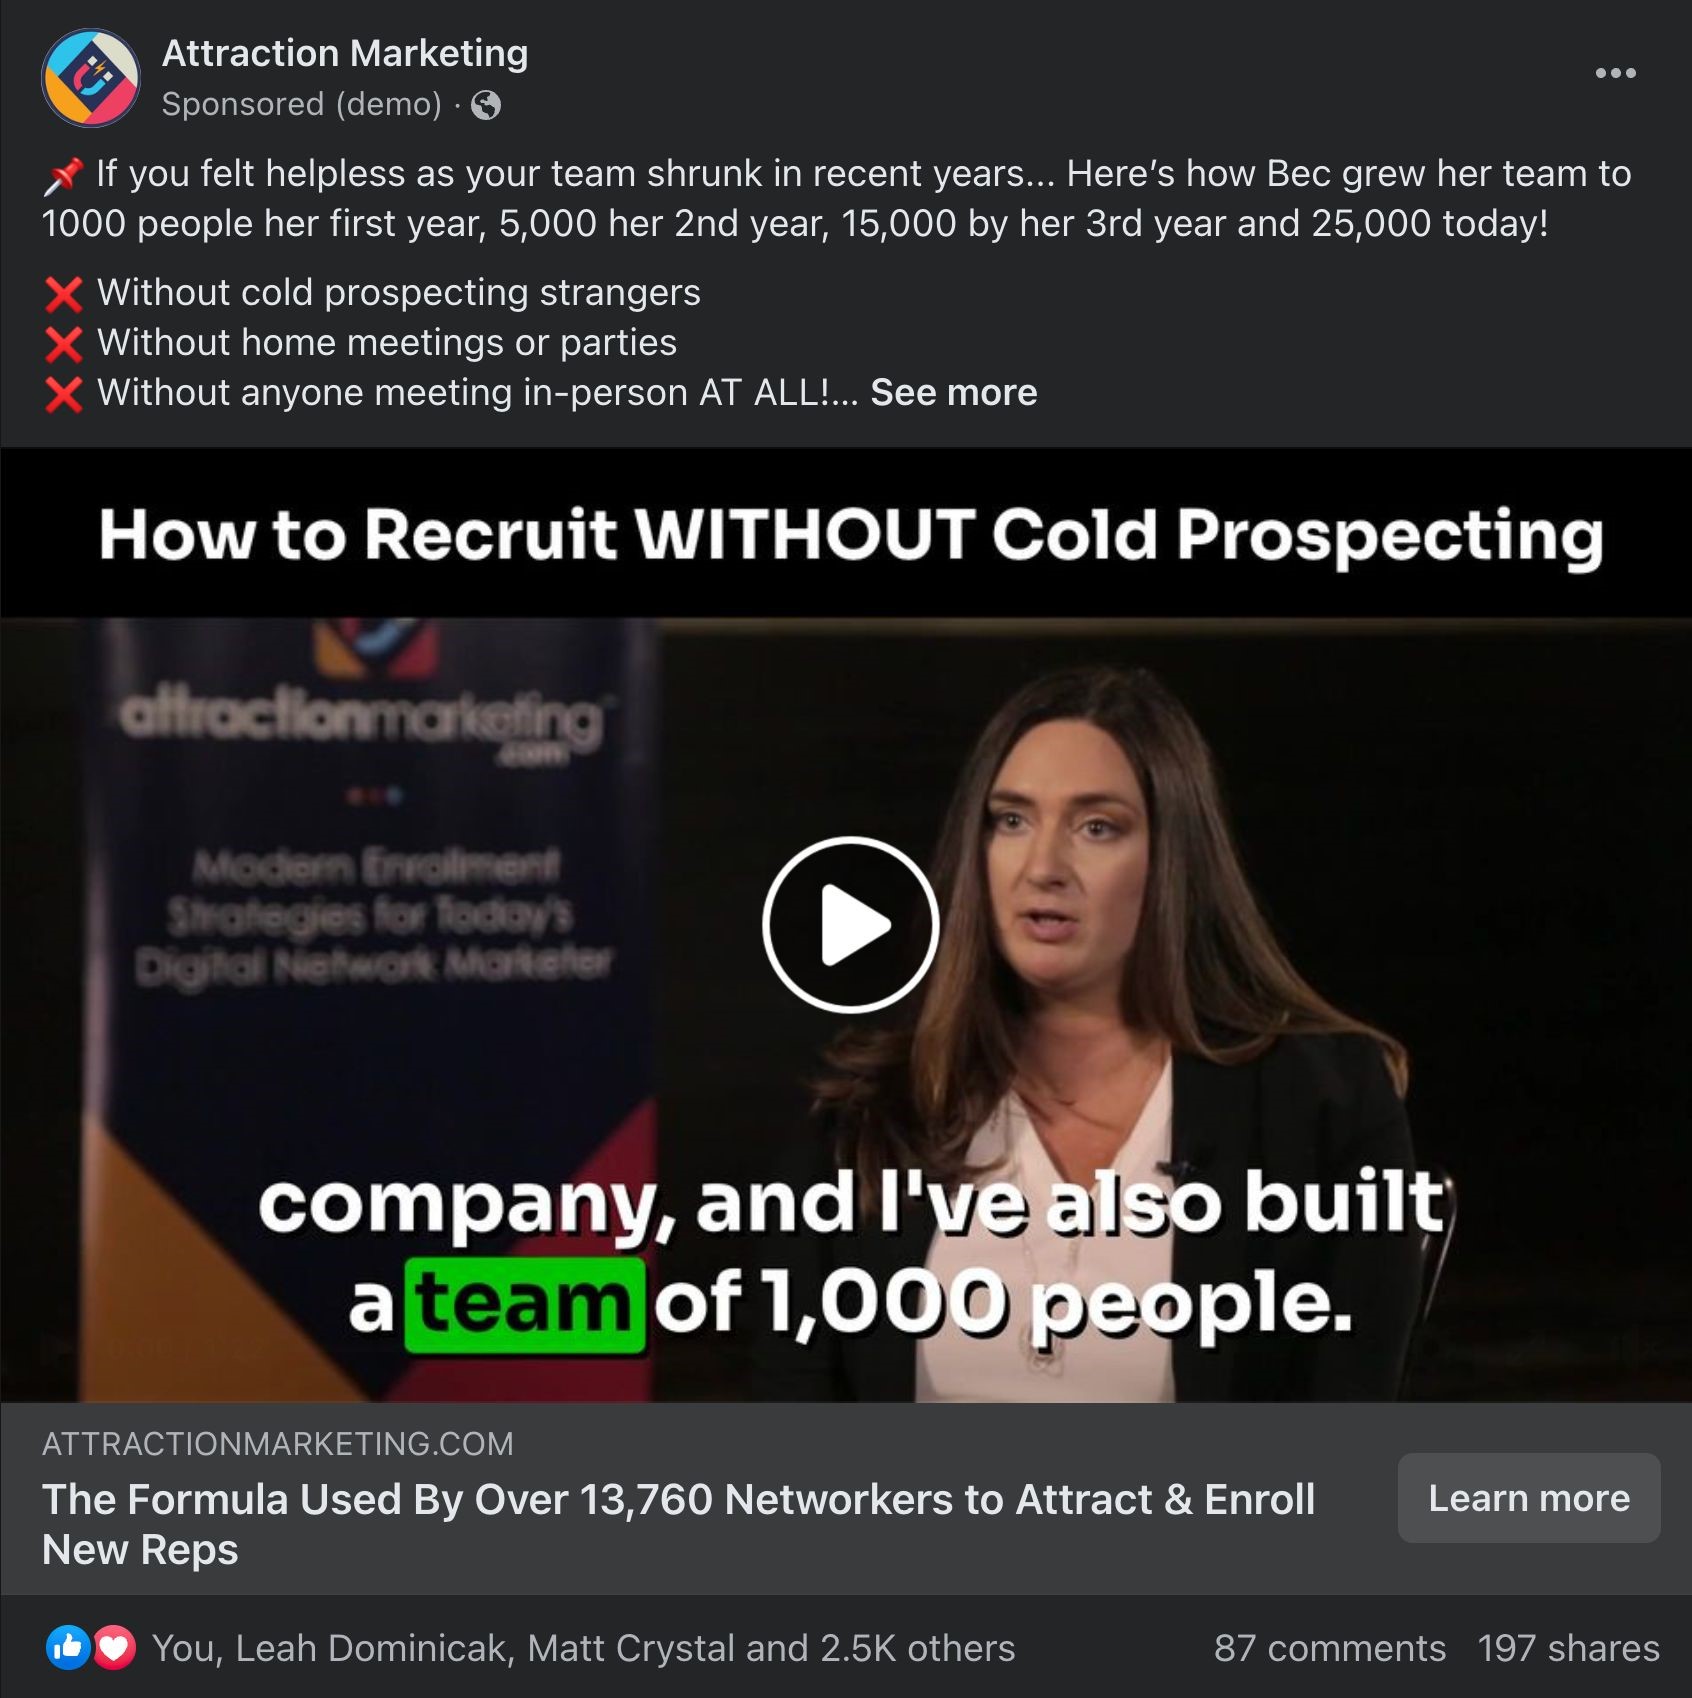 Attraction Marketing
Sponsored (demo) ·
If you felt helpless as your team shrunk in recent years... Here’s how Bec grew her team to
1000 people her first year, 5,000 her 2nd year, 15,000 by her 3rd year and 25,000 today!
Without cold prospecting strangers
Without home meetings or parties
Without anyone meeting in-person AT ALL!... See more
How to Recruit WITHOUT Cold Prospecting
attractionmarketing
.com
Modern Enrollment
Strategies for Today's
Digital Network Marketer
company, and I've also built
a team of 1,000 people.
ATTRACTIONMARKETING.COM
The Formula Used By Over 13,760 Networkers to Attract & Enroll
New Reps
Learn more
You, Leah Dominicak, Matt Crystal and 2.5K others
87 comments 197 shares